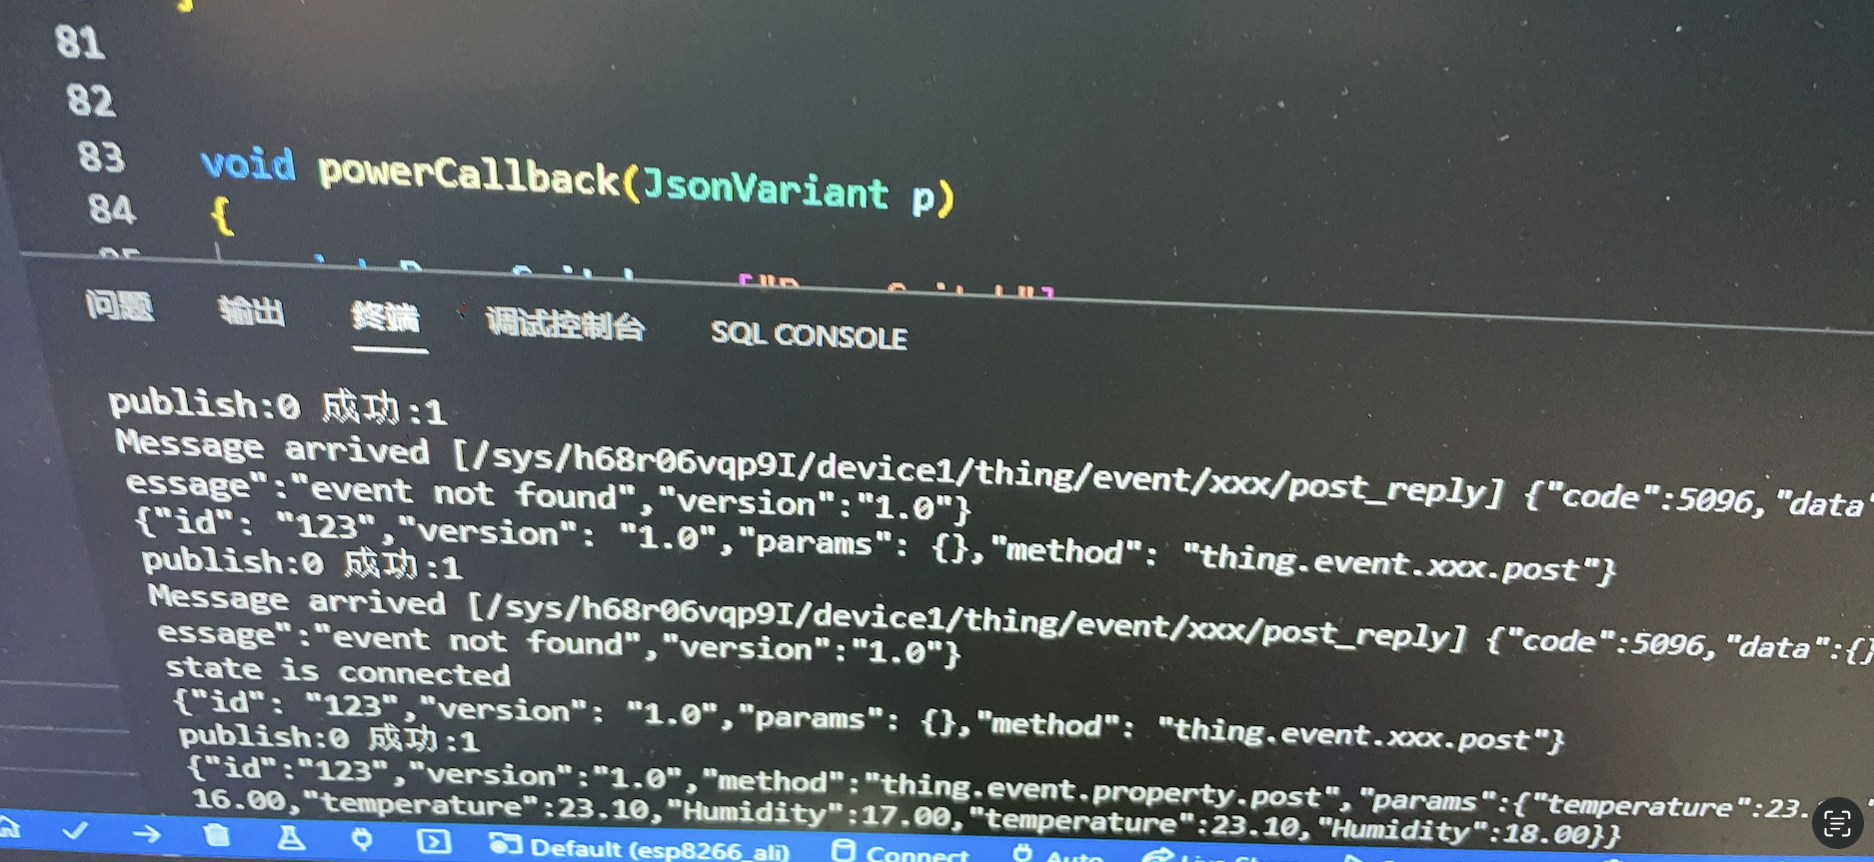 81
82
83 void powerCallback(JsonVariant p)
84 {
问题 输出 终端 调试控制台 SQL CONSOLE
publish:0 成功:1
Message arrived [/sys/h68r06vqp9I/device1/thing/event/xxx/post_reply] {"code":5096,"data"
essage":"event not found","version":"1.0"}
{"id": "123","version": "1.0","params": {},"method": "thing.event.xxx.post"}
publish:0 成功:1
Message arrived [/sys/h68r06vqp9I/device1/thing/event/xxx/post_reply] {"code":5096,"data":{}
essage":"event not found","version":"1.0"}
state is connected
{"id": "123","version": "1.0","params": {},"method": "thing.event.xxx.post"}
publish:0 成功:1
{"id":"123","version":"1.0","method":"thing.event.property.post","params":{"temperature":23.
16.00,"temperature":23.10,"Humidity":17.00,"temperature":23.10,"Humidity":18.00}}
Default (esp8266_ali) Connect Auto